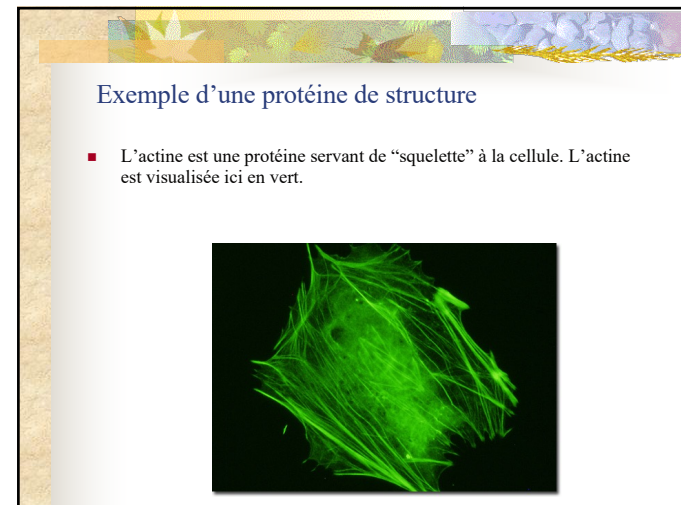 Exemple d’une protéine de structure
L’actine est une protéine servant de “squelette” à la cellule. L’actine
est visualisée ici en vert.